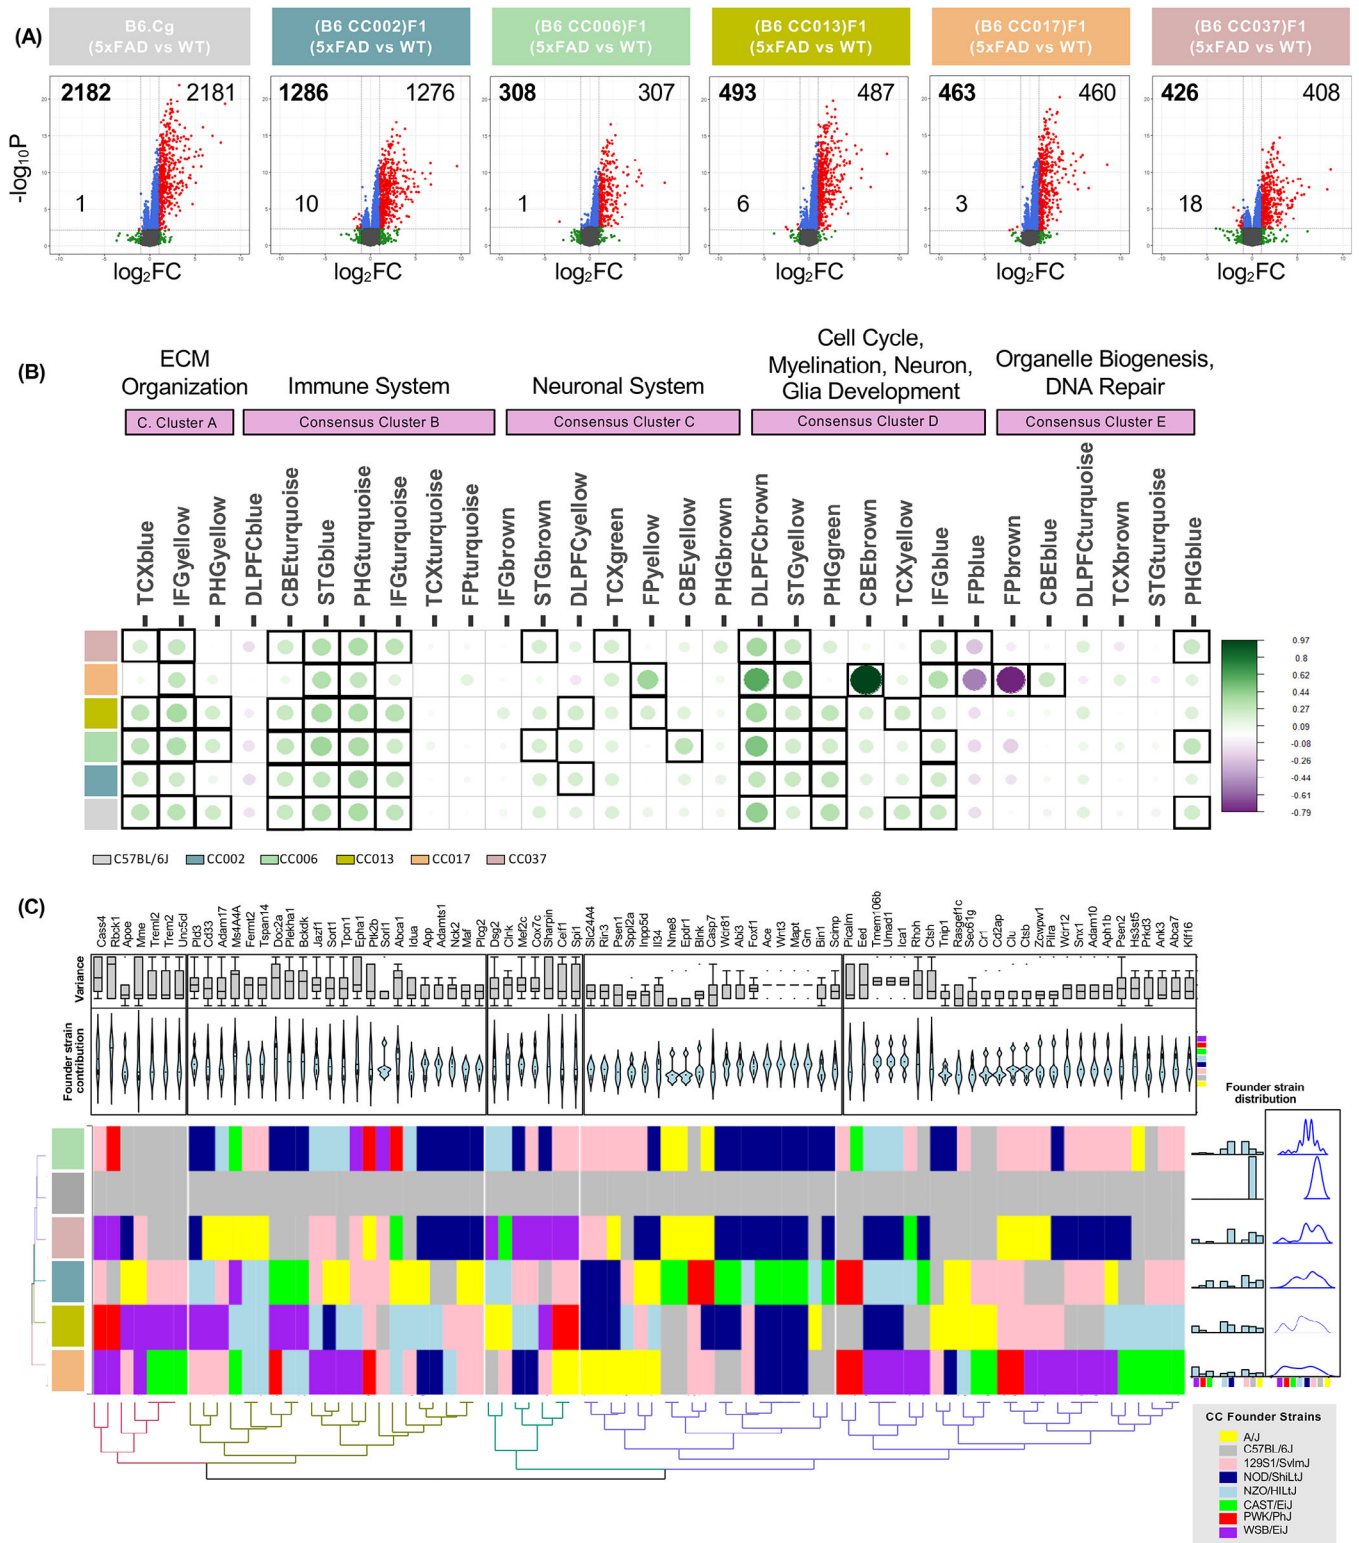 (A)
B6.Cg
(5xFAD vs WT)
(B6 CC002)F1
(5xFAD vs WT)
(B6 CC006)F1
(5xFAD vs WT)
(B6 CC013)F1
(5xFAD vs WT)
(B6 CC017)F1
(5xFAD vs WT)
(B6 CC037)F1
(5xFAD vs WT)
2182 2181 1286 1276 308 307 493 487 463 460 426 408
-log10P
1 10 1 6 3 18
log2FC log2FC log2FC log2FC log2FC log2FC
(B)
ECM
Organization
Immune System
Neuronal System
Cell Cycle,
Myelination, Neuron,
Glia Development
Organelle Biogenesis,
DNA Repair
C. Cluster A
Consensus Cluster B
Consensus Cluster C
Consensus Cluster D
Consensus Cluster E
TCXblue
IFGyellow
PHGyellow
DLPFCblue
CBEturquoise
STGblue
PHGturquoise
IFGturquoise
TCXturquoise
FPturquoise
IFGbrown
STGbrown
DLPFCyellow
TCXgreen
FPyellow
CBEyellow
PHGbrown
DLPFCbrown
STGyellow
PHGgreen
CBEbrown
TCXyellow
IFGblue
FPblue
FPbrown
CBEblue
DLPFCturquoise
TCXbrown
STGturquoise
PHGblue
0.97
0.8
0.62
0.44
0.27
0.09
-0.08
-0.26
-0.44
-0.61
-0.79
C57BL/6J CC002 CC006 CC013 CC017 CC037
(C)
Cass4
Rbck1
Apoe
Mme
Treml2
Trem2
Unc5cl
Pld3
Cd33
Adam17
Ms4A4A
Fermt2
Tspan14
Doc2a
Plekha1
Bckdk
Jazf1
Sort1
Tpcn1
Epha1
Ptk2b
Sorl1
Abca1
Idua
App
Adamts1
Nck2
Maf
Plcg2
Dsg2
Clnk
Mef2c
Cox7c
Sharpin
Celf1
Spi1
Slc24A4
Rin3
Psen1
Sppl2a
Inpp5d
Il34
Nme8
Epdr1
Blnk
Casp7
Wcr81
Abi3
Foxf1
Ace
Wnt3
Mapt
Grn
Bin1
Scimp
Picalm
Eed
Tmem106b
Umad1
Ica1
Rhoh
Ctsh
Tnip1
Rasgef1c
Sec61g
Cr1
Cd2ap
Clu
Ctsb
Zcwpw1
Pilra
Wcr12
Snx1
Adam10
Aph1b
Psen2
Hs3st5
Prkd3
Ank3
Abca7
Klf16
Variance
Founder strain
contribution
Founder strain
distribution
CC Founder Strains
A/J
C57BL/6J
129S1/SvImJ
NOD/ShiLtJ
NZO/HILtJ
CAST/EiJ
PWK/PhJ
WSB/EiJ